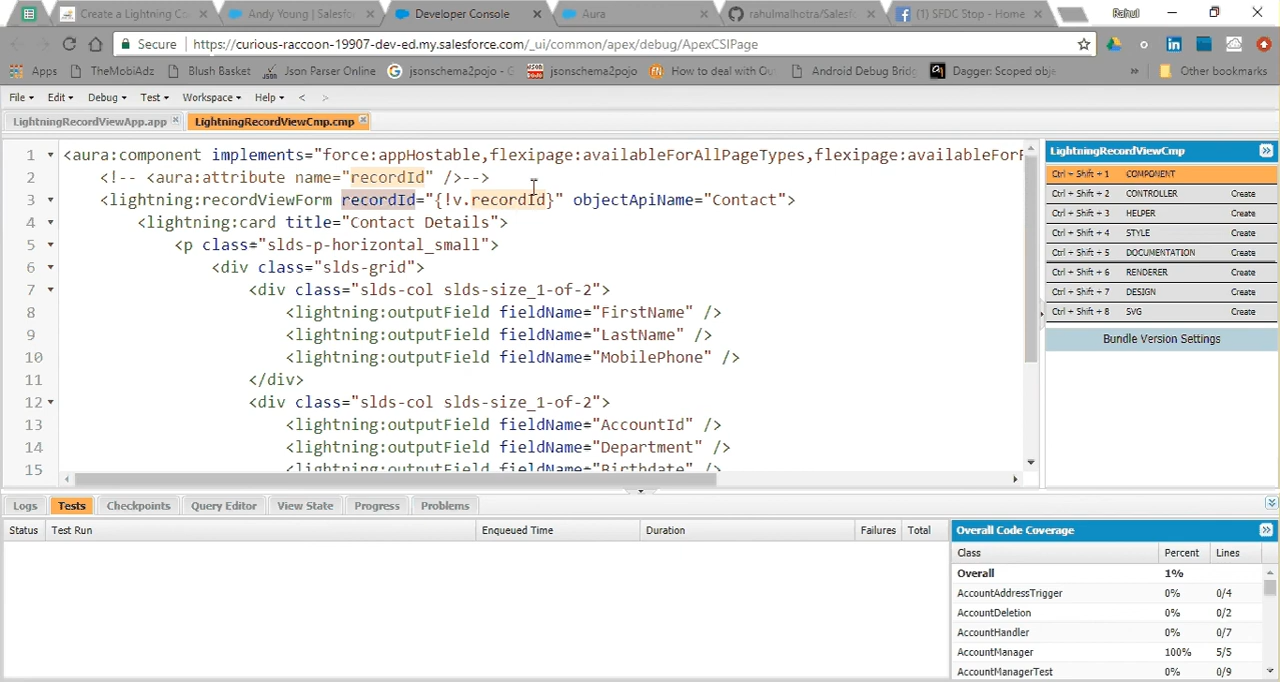 Create a Lightning Co
Andy Young | Salesfo
Developer Console
Aura
rahulmalhotra/Salesf
(1) SFDC Stop - Home
Rahul
Secure
https://curious-raccoon-19907-dev-ed.my.salesforce.com/_ui/common/apex/debug/ApexCSIPage
Apps
TheMobiAdz
Blush Basket
Json Parser Online
jsonschema2pojo - G
jsonschema2pojo
How to deal with Ou
Android Debug Bridg
Dagger: Scoped obje
»
Other bookmarks
File
Edit
Debug
Test
Workspace
Help
<
>
LightningRecordViewApp.app
LightningRecordViewCmp.cmp
1 <aura:component implements="force:appHostable,flexipage:availableForAllPageTypes,flexipage:availableForF
2 <!-- <aura:attribute name="recordId" />-->
3 <lightning:recordViewForm recordId="{!v.recordId}" objectApiName="Contact">
4 <lightning:card title="Contact Details">
5 <p class="slds-p-horizontal_small">
6 <div class="slds-grid">
7 <div class="slds-col slds-size_1-of-2">
8 <lightning:outputField fieldName="FirstName" />
9 <lightning:outputField fieldName="LastName" />
10 <lightning:outputField fieldName="MobilePhone" />
11 </div>
12 <div class="slds-col slds-size_1-of-2">
13 <lightning:outputField fieldName="AccountId" />
14 <lightning:outputField fieldName="Department" />
15 <lightning:outputField fieldName="Birthdate" />
LightningRecordViewCmp
Ctrl + Shift + 1 COMPONENT
Ctrl + Shift + 2 CONTROLLER Create
Ctrl + Shift + 3 HELPER Create
Ctrl + Shift + 4 STYLE Create
Ctrl + Shift + 5 DOCUMENTATION Create
Ctrl + Shift + 6 RENDERER Create
Ctrl + Shift + 7 DESIGN Create
Ctrl + Shift + 8 SVG Create
Bundle Version Settings
Logs
Tests
Checkpoints
Query Editor
View State
Progress
Problems
Status
Test Run
Enqueued Time
Duration
Failures
Total
Overall Code Coverage
Class Percent Lines
Overall 1%
AccountAddressTrigger 0% 0/4
AccountDeletion 0% 0/2
AccountHandler 0% 0/7
AccountManager 100% 5/5
AccountManagerTest 0% 0/9